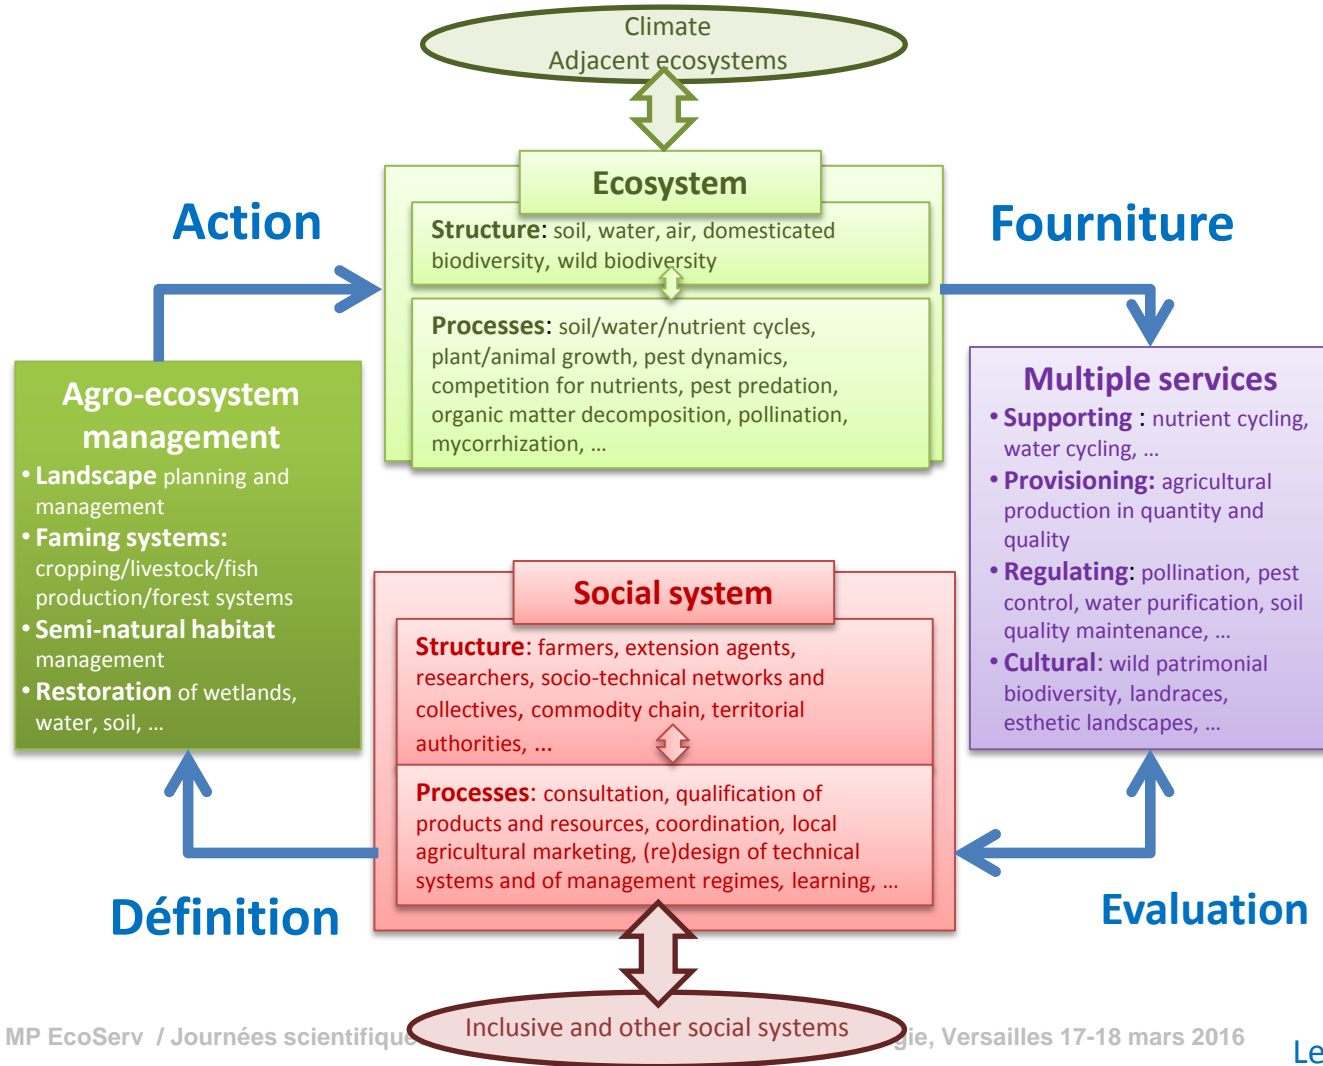 Climate
Adjacent ecosystems
Ecosystem
Action
Fourniture
Structure: soil, water, air, domesticated
biodiversity, wild biodiversity
Processes: soil/water/nutrient cycles,
plant/animal growth, pest dynamics,
competition for nutrients, pest predation,
organic matter decomposition, pollination,
mycorrhization, ...
Agro-ecosystem
management
• Landscape planning and
management
• Faming systems:
cropping/livestock/fish
production/forest systems
• Semi-natural habitat
management
• Restoration of wetlands,
water, soil, ...
Multiple services
• Supporting : nutrient cycling,
water cycling, ...
• Provisioning: agricultural
production in quantity and
quality
• Regulating: pollination, pest
control, water purification, soil
quality maintenance, ...
• Cultural: wild patrimonial
biodiversity, landraces,
esthetic landscapes, ...
Social system
Structure: farmers, extension agents,
researchers, socio-technical networks and
collectives, commodity chain, territorial
authorities, ...
Processes: consultation, qualification of
products and resources, coordination, local
agricultural marketing, (re)design of technical
systems and of management regimes, learning, ...
Définition
Evaluation
Inclusive and other social systems
MP EcoServ / Journées scientifique gie, Versailles 17-18 mars 2016
Le